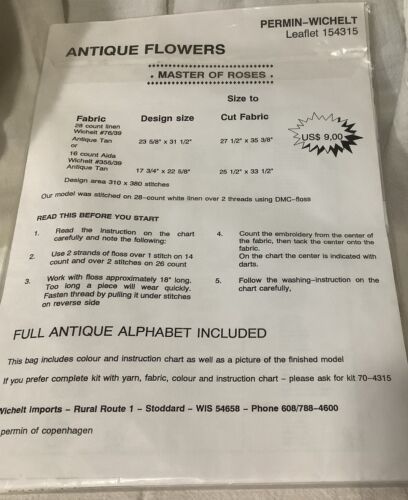 PERMIN-WICHELT
Leaflet 154315
ANTIQUE FLOWERS
. MASTER OF ROSES .
Size to
Fabric Design size Cut Fabric
28 count linen
Wichelt #76/39
Antique Tan 23 5/8" x 31 1/2" 27 1/2" x 35 3/8"
or
16 count Aida
Wichelt #355/39
Antique Tan 17 3/4" x 22 5/8" 25 1/2" x 33 1/2"
US$ 9,00
Design area 310 x 380 stitches
Our model was stitched on 28-count white linen over 2 threads using DMC-floss
READ THIS BEFORE YOU START
1. Read the instruction on the chart
carefully and note the following:
2. Use 2 strands of floss over 1 stitch on 14
count and over 2 stitches on 26 count
3. Work with floss approximately 18" long.
Too long a piece will wear quickly.
Fasten thread by pulling it under stitches
on reverse side
4. Count the embroidery from the center of
the fabric, then tack the center onto the
fabric.
On the chart the center is indicated with
darts.
5. Follow the washing-instruction on the
chart carefully,
FULL ANTIQUE ALPHABET INCLUDED
This bag includes colour and instruction chart as well as a picture of the finished model
If you prefer complete kit with yarn, fabric, colour and instruction chart - please ask for kit 70-4315
Wichelt imports - Rural Route 1 - Stoddard - WIS 54658 - Phone 608/788-4600
permin of copenhagen